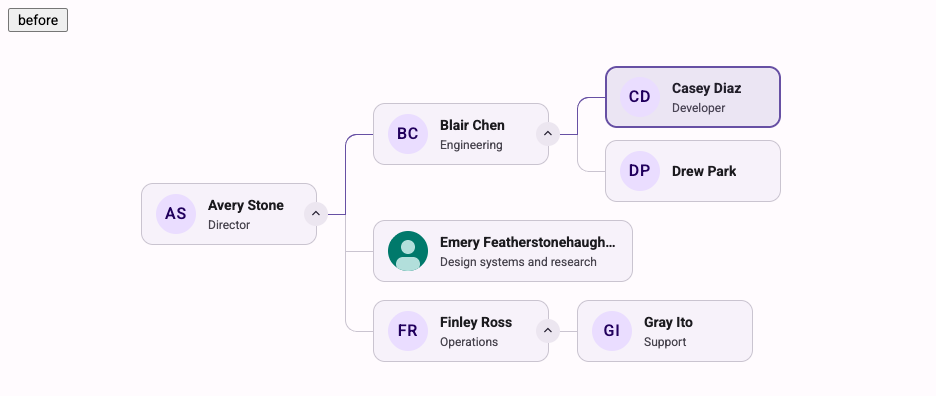 before
CD
Casey Diaz
Developer
BC
Blair Chen
Engineering
DP
Drew Park
AS
Avery Stone
Director
Emery Featherstonehaugh...
Design systems and research
FR
Finley Ross
Operations
GI
Gray Ito
Support